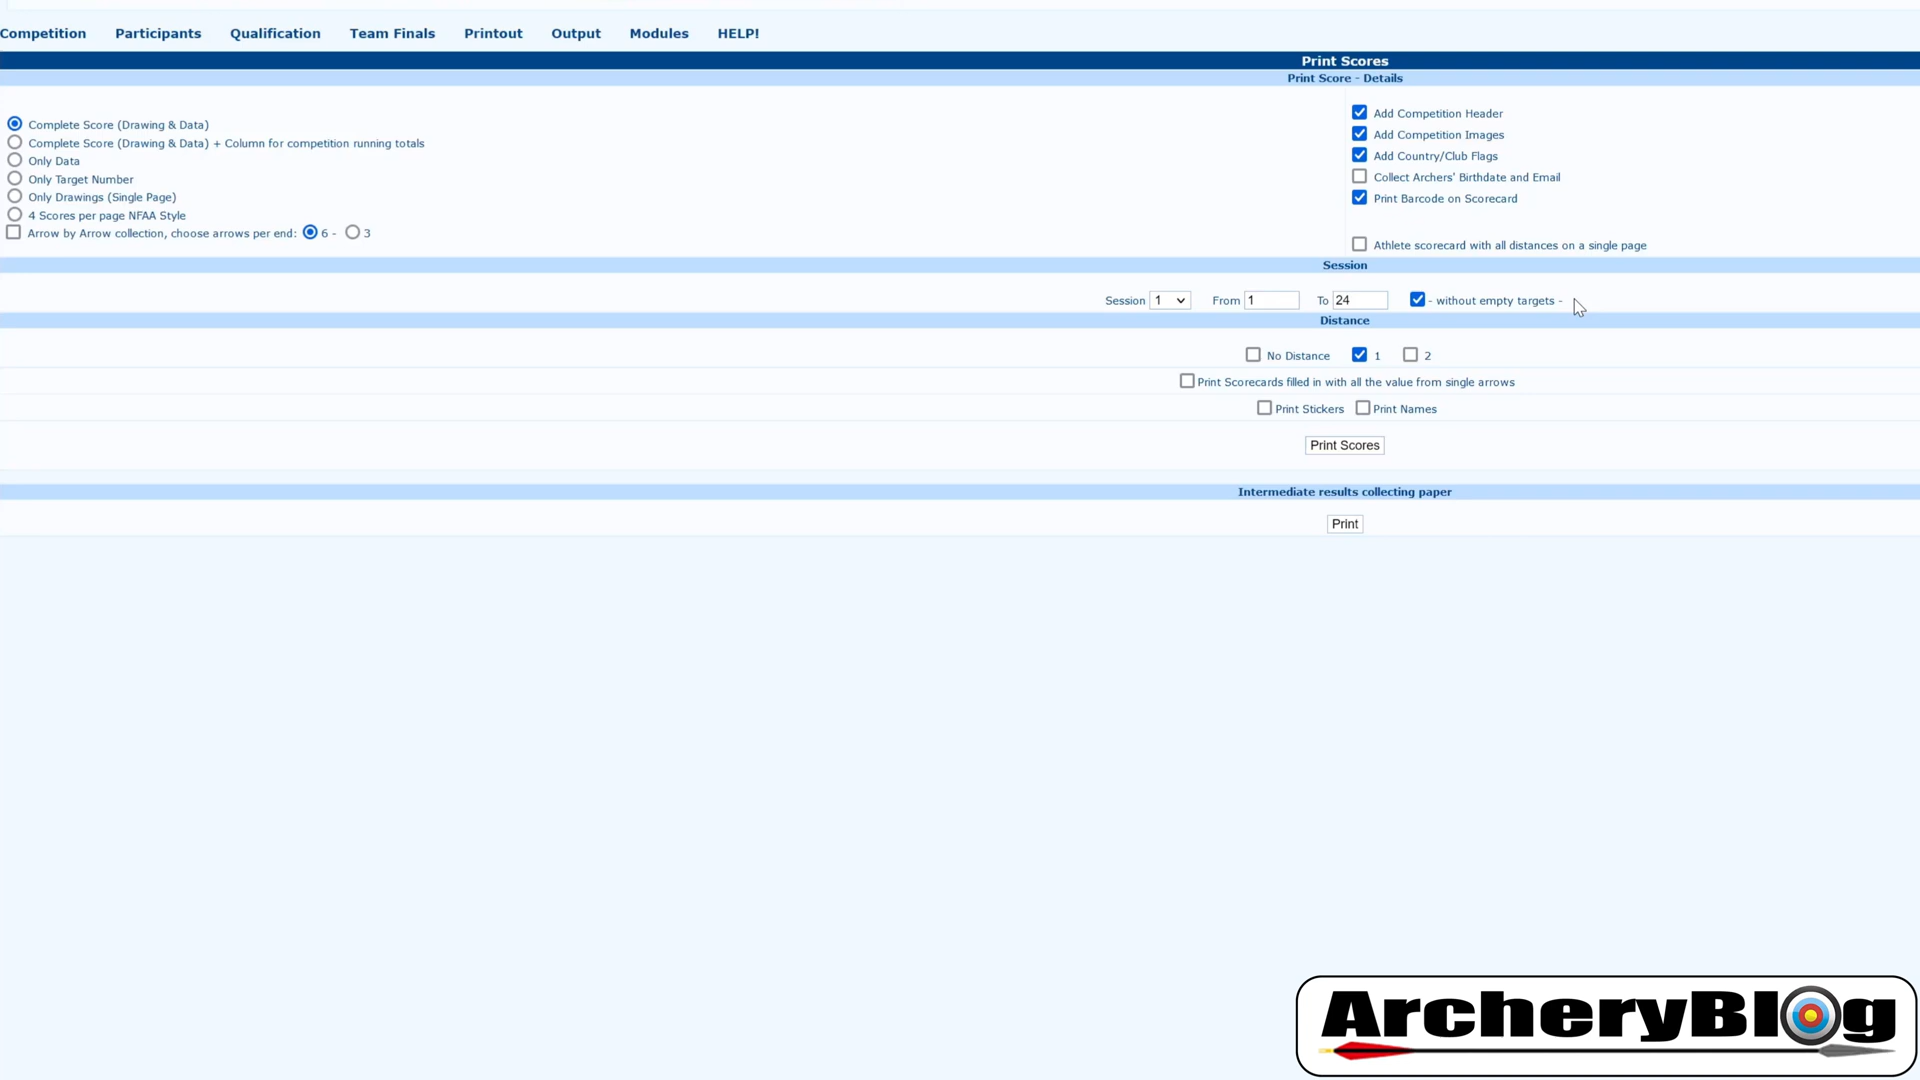 Competition Participants Qualification Team Finals Printout Output Modules HELP!
Print Scores
Print Score - Details
Complete Score (Drawing & Data)
Complete Score (Drawing & Data) + Column for competition running totals
Only Data
Only Target Number
Only Drawings (Single Page)
4 Scores per page NFAA Style
Arrow by Arrow collection, choose arrows per end: 6 - 3
Add Competition Header
Add Competition Images
Add Country/Club Flags
Collect Archers' Birthdate and Email
Print Barcode on Scorecard
Athlete scorecard with all distances on a single page
Session
Session 1 From 1 To 24 - without empty targets -
Distance
No Distance 1 2
Print Scorecards filled in with all the value from single arrows
Print Stickers Print Names
Print Scores
Intermediate results collecting paper
Print
ArcheryBlog